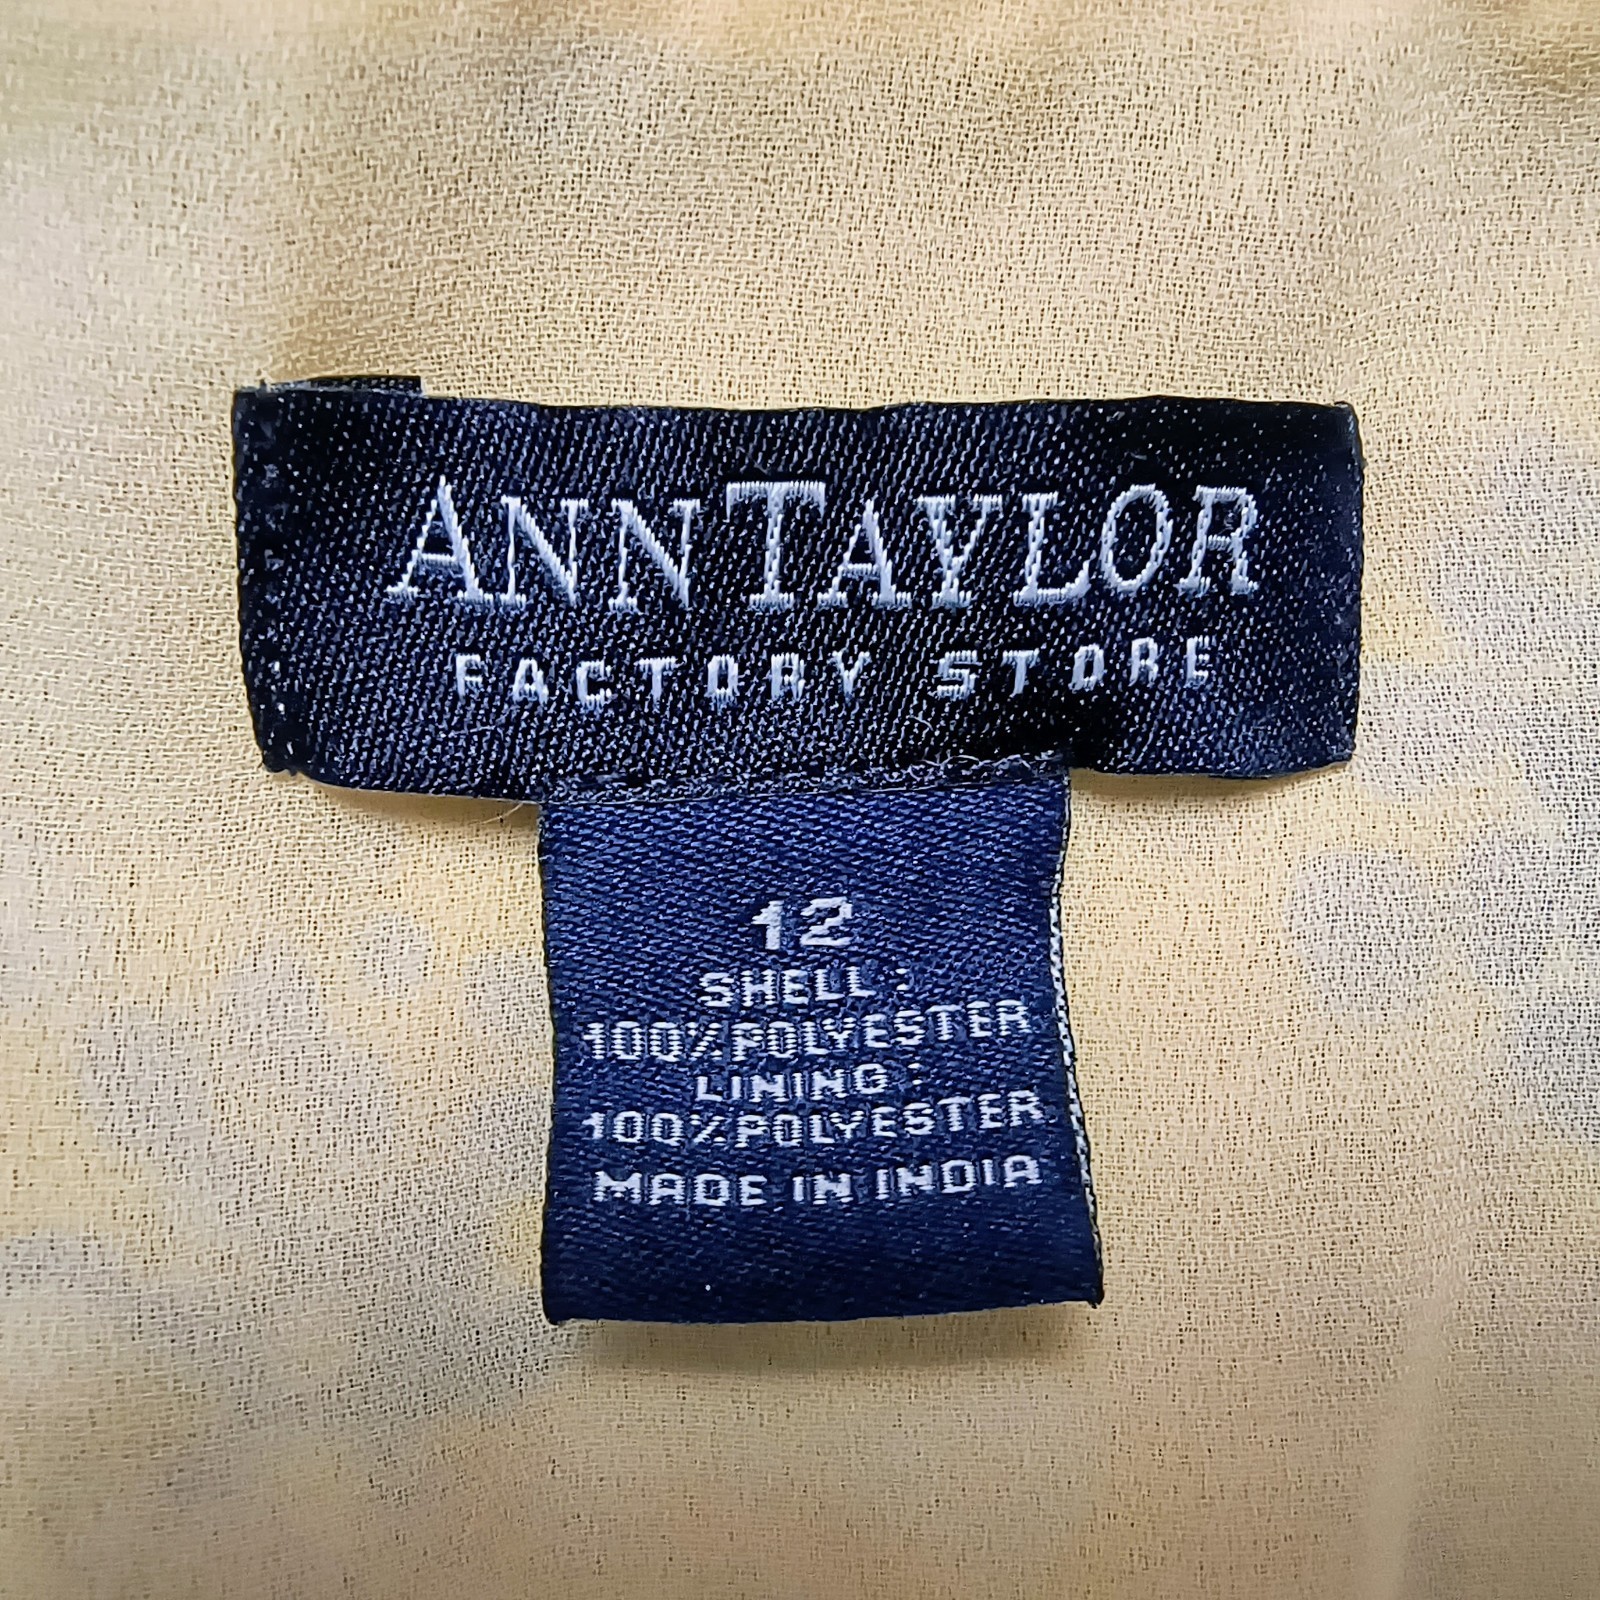 ANNTAYLOR
FACTORY STORE
12
SHELL :
100%POLYESTER
LINING :
100%POLYESTER
MADE IN INDIA